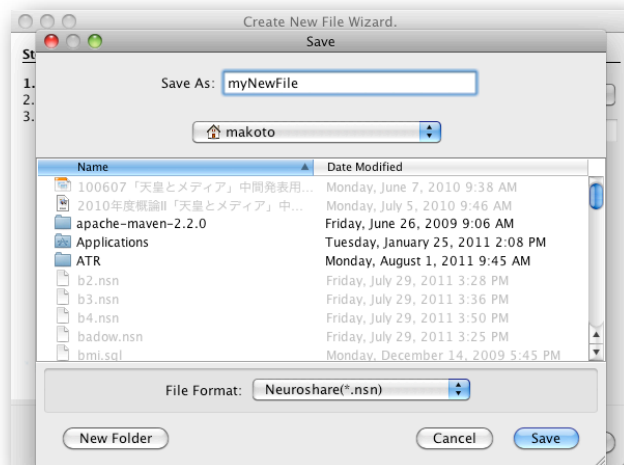 Create New File Wizard.
Save
St
1.
2.
3.
Save As: myNewFile
makoto
Name Date Modified
100607「天皇とメディア」中間発表用... Monday, June 7, 2010 9:38 AM
2010年度概論II「天皇とメディア」中... Monday, July 5, 2010 9:46 AM
apache-maven-2.2.0 Friday, June 26, 2009 9:06 AM
Applications Tuesday, January 25, 2011 2:08 PM
ATR Monday, August 1, 2011 9:45 AM
b2.nsn Friday, July 29, 2011 3:28 PM
b3.nsn Friday, July 29, 2011 3:36 PM
b4.nsn Friday, July 29, 2011 3:50 PM
badow.nsn Friday, July 29, 2011 3:25 PM
bmi.sql Monday, December 14, 2009 5:45 PM
File Format: Neuroshare(*.nsn)
New Folder Cancel Save